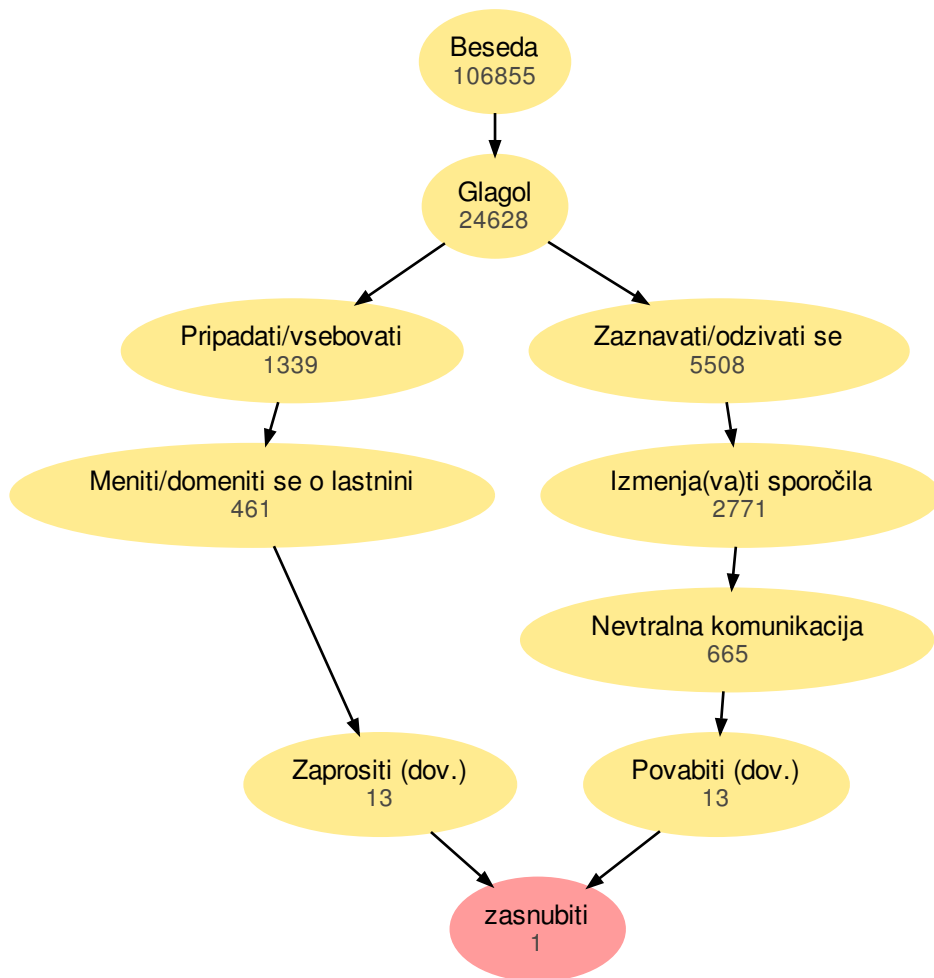 Beseda
106855
Glagol
24628
Pripadati/vsebovati
1339
Zaznavati/odzivati se
5508
Meniti/domeniti se o lastnini
461
Izmenja(va)ti sporočila
2771
Nevtralna komunikacija
665
Zaprositi (dov.)
13
Povabiti (dov.)
13
zasnubiti
1